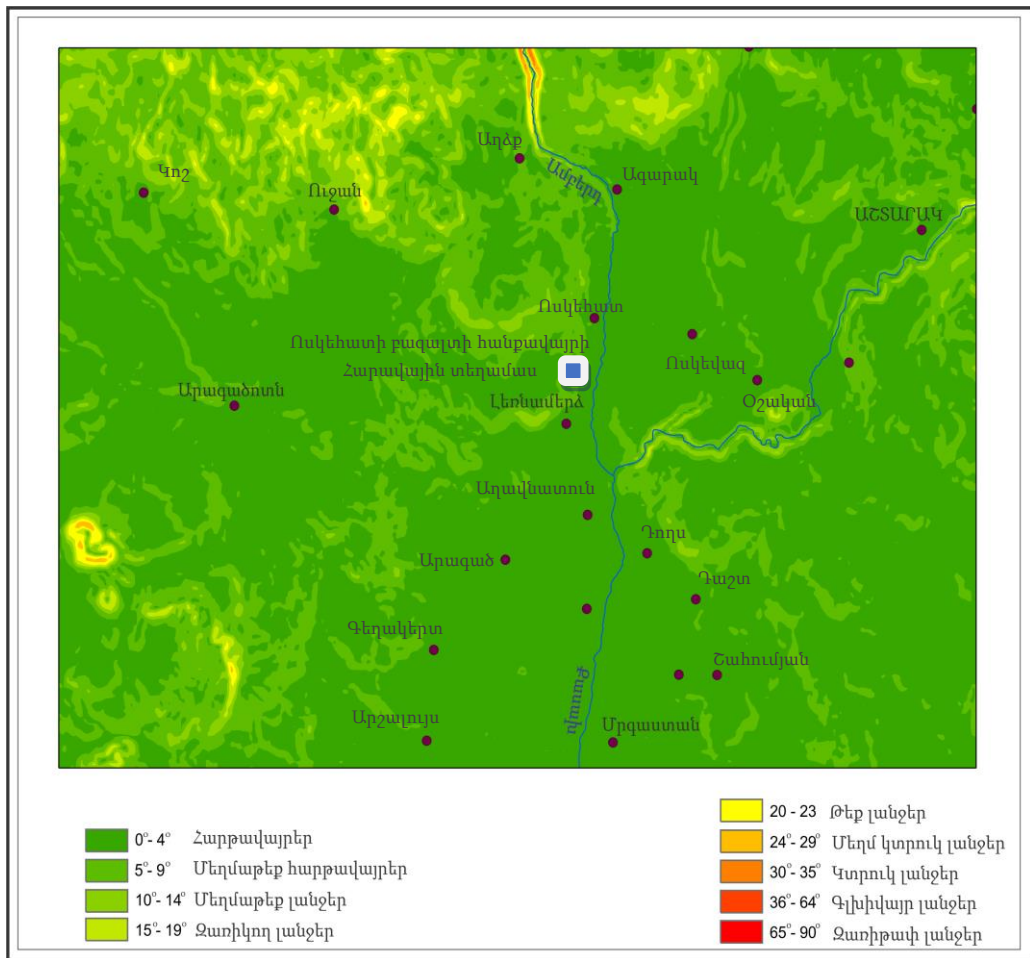 Աղձք
Կոշ
Ուջան
Ամբերդ
Ագարակ
ԱՇՏԱՐԱԿ
Ոսկեհատ
Ոսկեհատի բազալտի հանքավայրի
Հարավային տեղամաս
Ոսկեվազ
Արագածոտն
Լեռնամերձ
Օշական
Աղավնատուն
Դողս
Արագած
Դաշտ
Գեղակերտ
Շահումյան
Քասախ
Արշալույս
Մրգաստան
0°- 4° Հարթավայրեր
5°- 9° Մեղմաթեք հարթավայրեր
10°- 14° Մեղմաթեք լանջեր
15°- 19° Զառիկող լանջեր
20 - 23 Թեք լանջեր
24°- 29° Մեղմ կտրուկ լանջեր
30°- 35° Կտրուկ լանջեր
36°- 64° Գլխիվայր լանջեր
65°- 90° Զառիթափ լանջեր